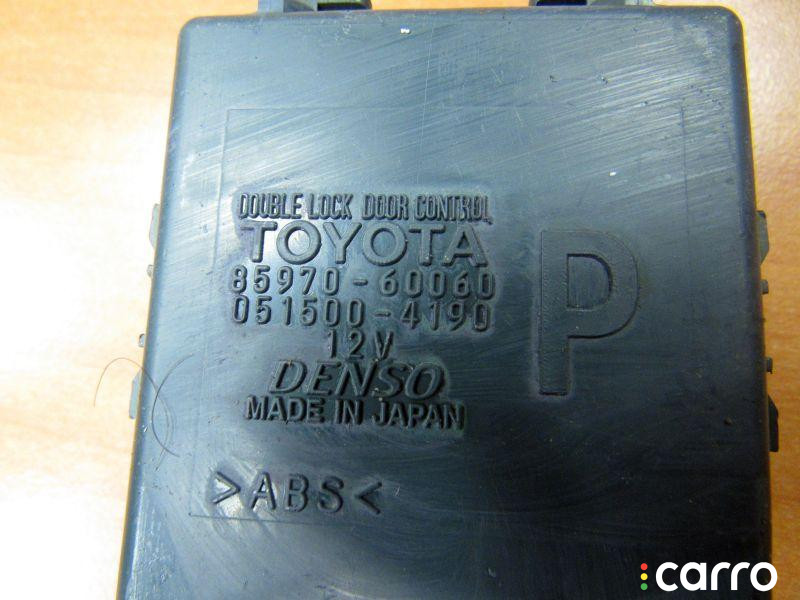 DOUBLE LOCK DOOR CONTROL
TOYOTA
85970-60060
051500-4190
12V
DENSO
MADE IN JAPAN
P
>ABS<
carro